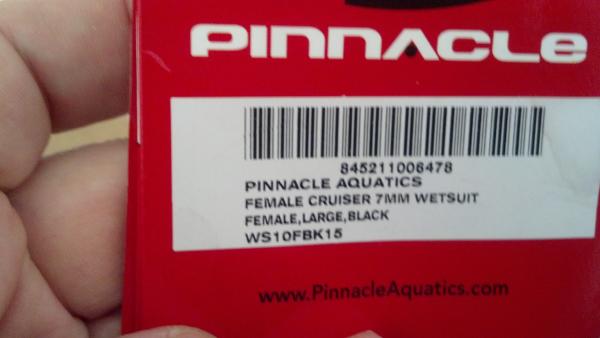 PINNACLE
845211006478
PINNACLE AQUATICS
FEMALE CRUISER 7MM WETSUIT
FEMALE,LARGE,BLACK
WS10FBK15
www.PinnacleAquatics.com